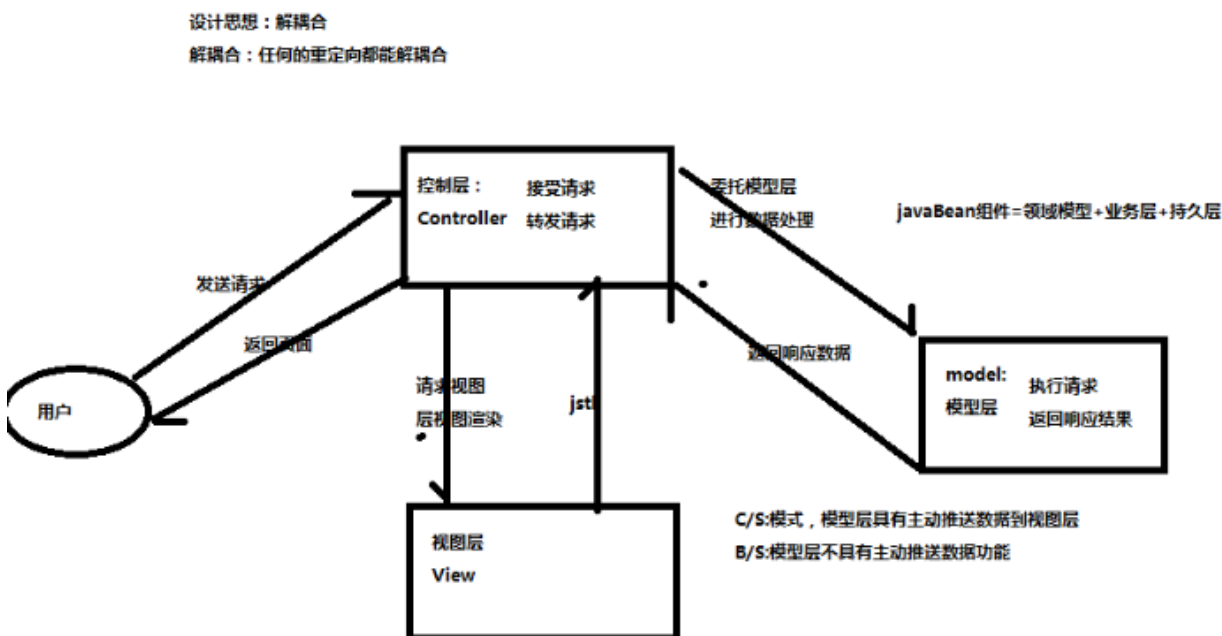 设计思想：解耦合
解耦合：任何的重定向都能解耦合
控制层： 接受请求
Controller 转发请求
委托模型层
进行数据处理
javaBean组件=领域模型+业务层+持久层
发送请求
返回页面
返回响应数据
请求视图
层视图渲染
jstl
model: 执行请求
模型层 返回响应结果
用户
C/S:模式，模型层具有主动推送数据到视图层
B/S:模型层不具有主动推送数据功能
视图层
View